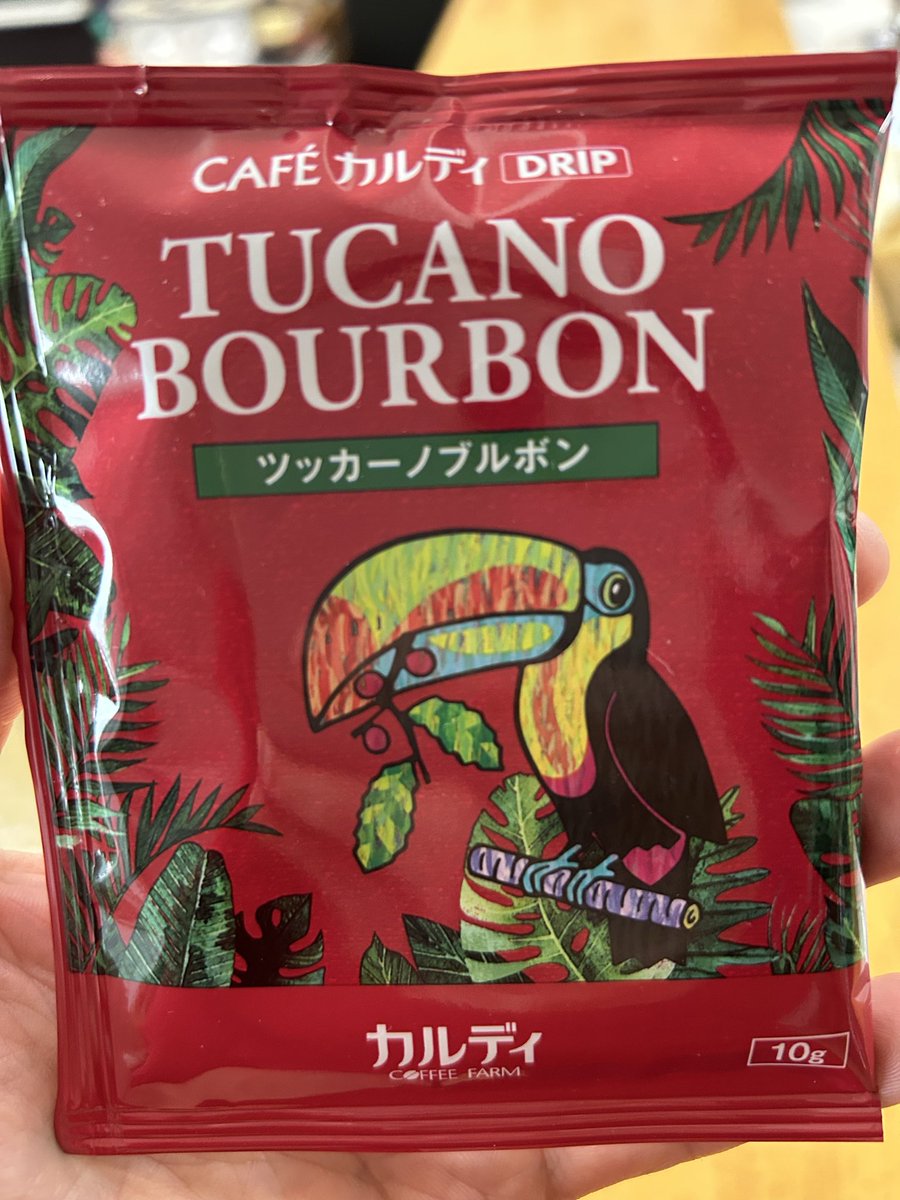 CAFÉ カルディ DRIP
TUCANO
BOURBON
ツッカーノブルボン
カルディ
COFFEE FARM
10g